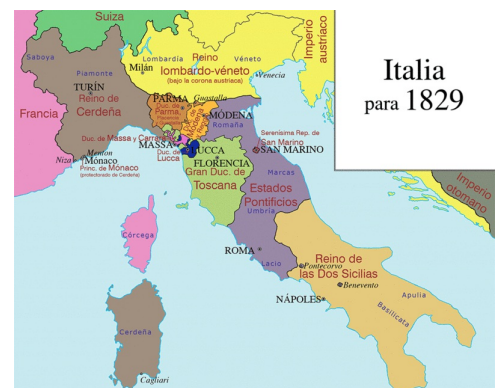 Suiza
Imperio
austríaco
Italia
para 1829
Saboya
Lombardía
Reino
Véneto
Milán
lombardo-véneto
(bajo la corona austriaca)
Venecia
Piamonte
TURÍN
Reino de
Cerdeña
Francia
PARMA
Guastalla
Duc. de
Parma,
MÓDENA
Romaña
Duc. de Massa y Carrara
MASSA
Serenísima Rep. de
San Marino
SAN MARINO
Niza
Menton
Mónaco
Princ. de Mónaco
(protectorado de Cerdeña)
Duc. de
Lucca
LUCCA
FLORENCIA
Gran Duc. de
Toscana
Marcas
Estados
Pontificios
Umbría
Imperio
otomano
Córcega
ROMA
Lacio
Reino de
las Dos Sicilias
Pontecorvo
Benevento
NÁPOLES
Apulia
Basilicata
Cerdeña
Cagliari